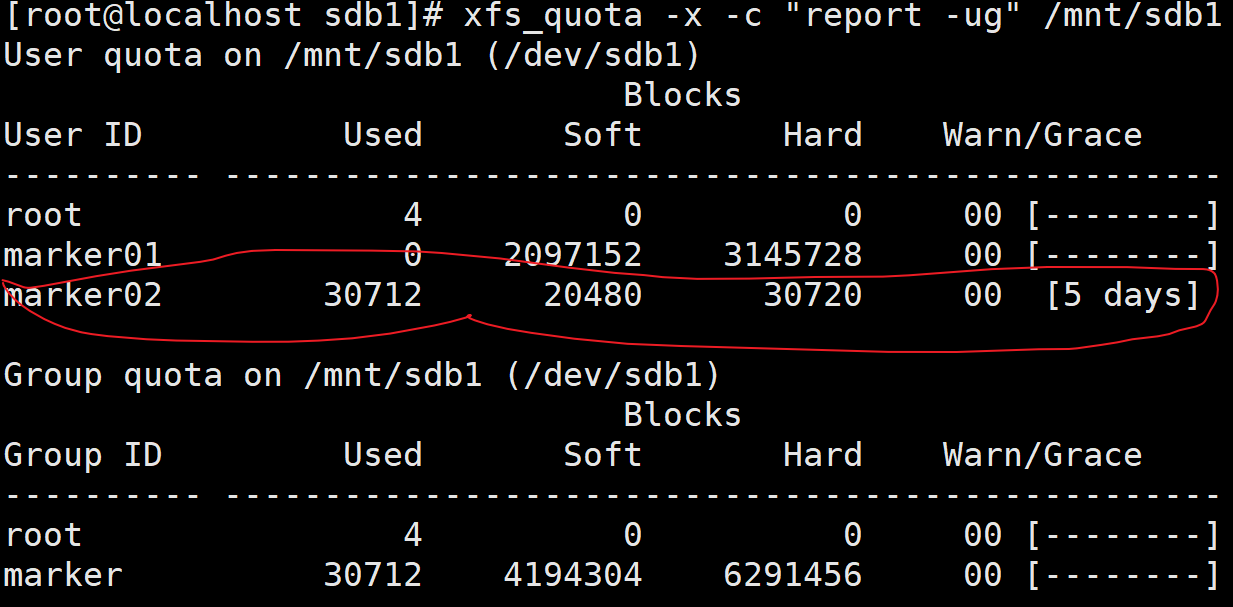 [root@localhost sdb1]# xfs_quota -x -c "report -ug" /mnt/sdb1
User quota on /mnt/sdb1 (/dev/sdb1)
                               Blocks
User ID          Used       Soft       Hard    Warn/Grace
---------- --------------------------------------------------
root                4          0          0     00 [--------]
marker01            0    2097152    3145728     00 [--------]
marker02        30712      20480      30720     00  [5 days]
Group quota on /mnt/sdb1 (/dev/sdb1)
                               Blocks
Group ID         Used       Soft       Hard    Warn/Grace
---------- --------------------------------------------------
root                4          0          0     00 [--------]
marker          30712    4194304    6291456     00 [--------]